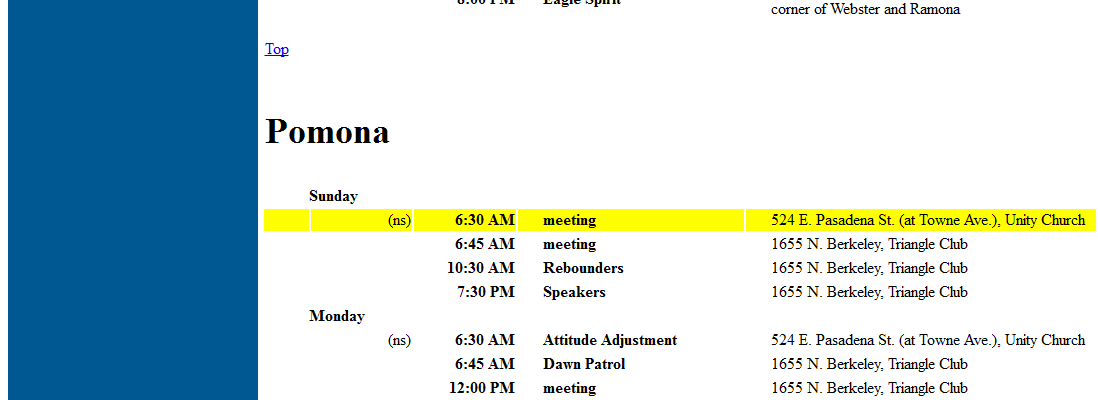 8:00 PM Eagle Spirit
corner of Webster and Ramona
Top
Pomona
Sunday
(ns) 6:30 AM meeting 524 E. Pasadena St. (at Towne Ave.), Unity Church
6:45 AM meeting 1655 N. Berkeley, Triangle Club
10:30 AM Rebounders 1655 N. Berkeley, Triangle Club
7:30 PM Speakers 1655 N. Berkeley, Triangle Club
Monday
(ns) 6:30 AM Attitude Adjustment 524 E. Pasadena St. (at Towne Ave.), Unity Church
6:45 AM Dawn Patrol 1655 N. Berkeley, Triangle Club
12:00 PM meeting 1655 N. Berkeley, Triangle Club